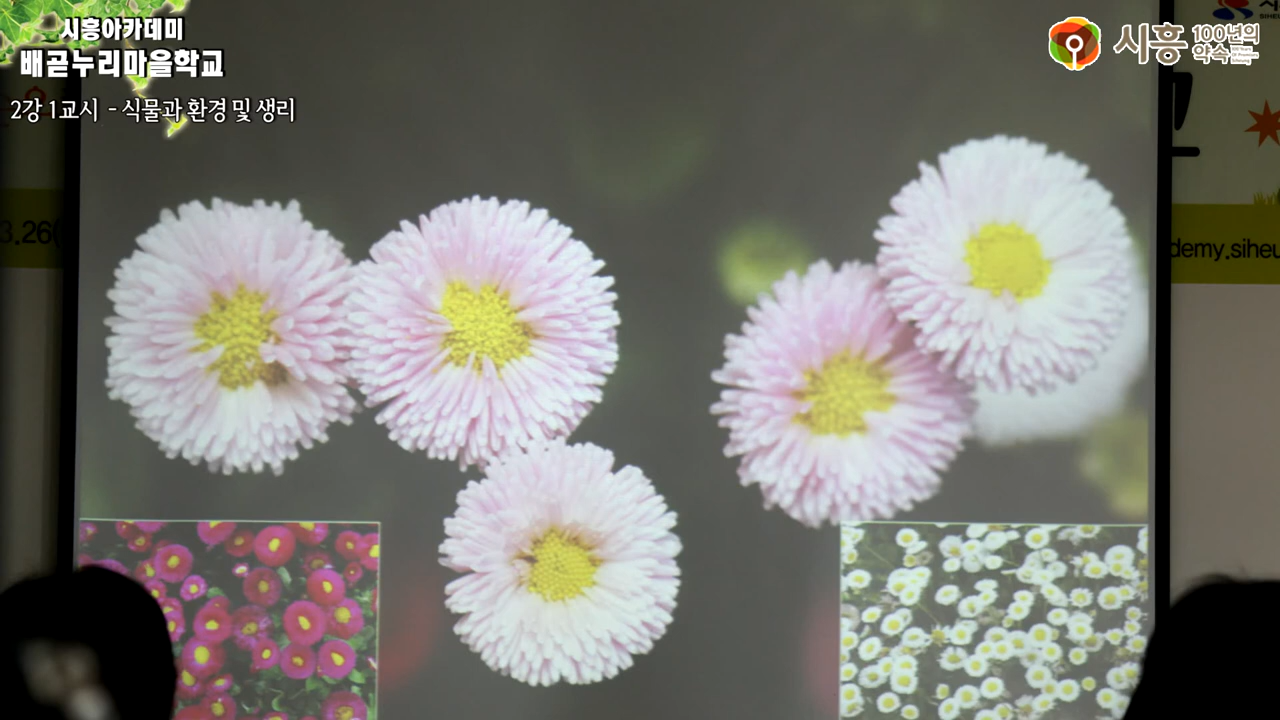 시흥아카데미
배곧누리마을학교
2강 1교시 - 식물과 환경 및 생리
시흥 100년의
약속
3.26(
demy.siheu